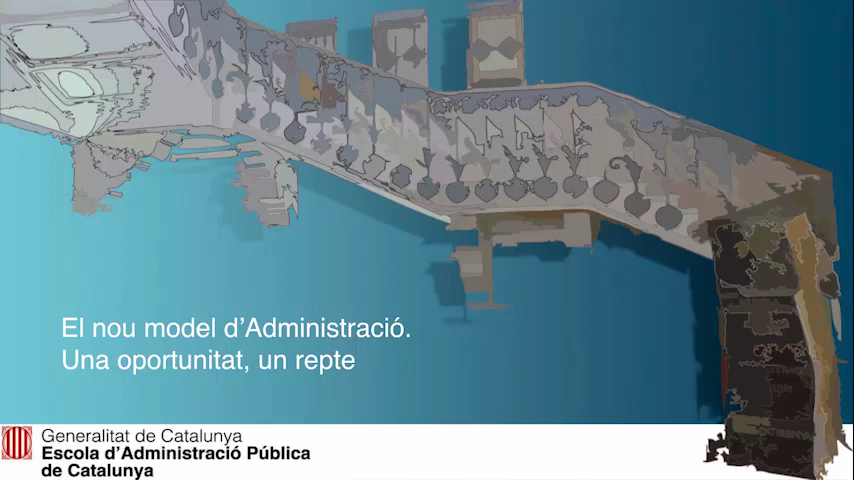 El nou model d’Administració.
Una oportunitat, un repte
Generalitat de Catalunya
Escola d’Administració Pública
de Catalunya